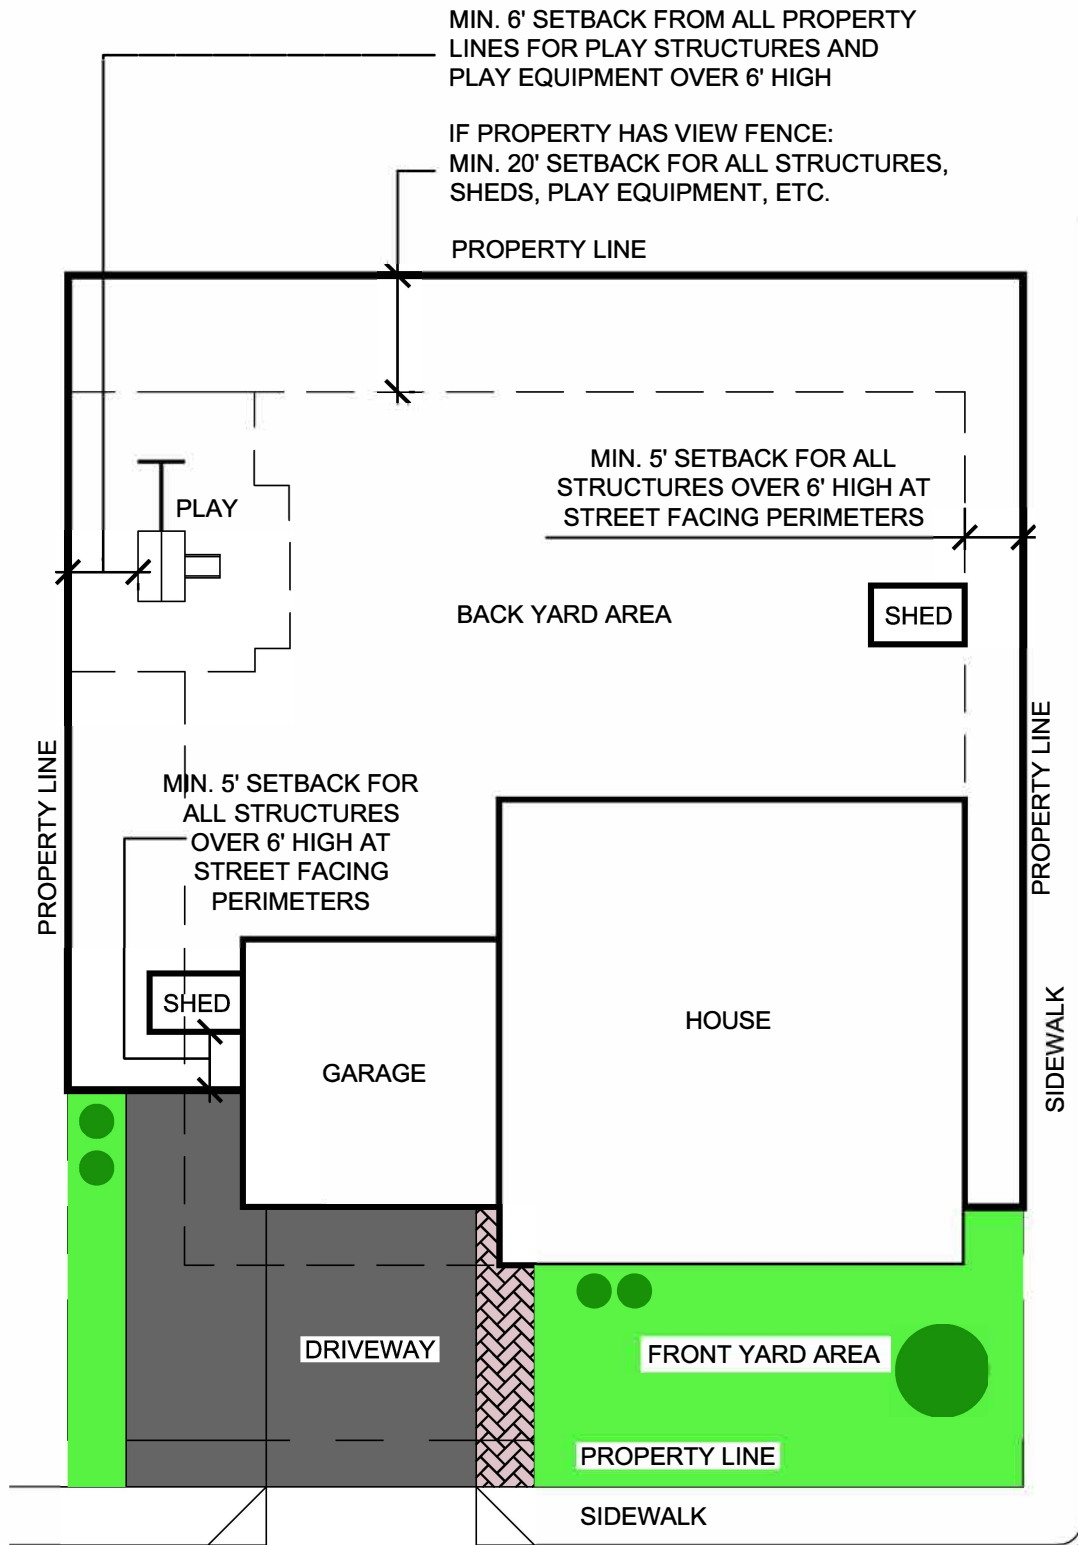 MIN. 6' SETBACK FROM ALL PROPERTY
LINES FOR PLAY STRUCTURES AND
PLAY EQUIPMENT OVER 6' HIGH
IF PROPERTY HAS VIEW FENCE:
MIN. 20' SETBACK FOR ALL STRUCTURES,
SHEDS, PLAY EQUIPMENT, ETC.
PROPERTY LINE
MIN. 5' SETBACK FOR ALL
STRUCTURES OVER 6' HIGH AT
STREET FACING PERIMETERS
PLAY
BACK YARD AREA
SHED
PROPERTY LINE
PROPERTY LINE
MIN. 5' SETBACK FOR
ALL STRUCTURES
OVER 6' HIGH AT
STREET FACING
PERIMETERS
SHED
GARAGE
HOUSE
SIDEWALK
DRIVEWAY
FRONT YARD AREA
PROPERTY LINE
SIDEWALK